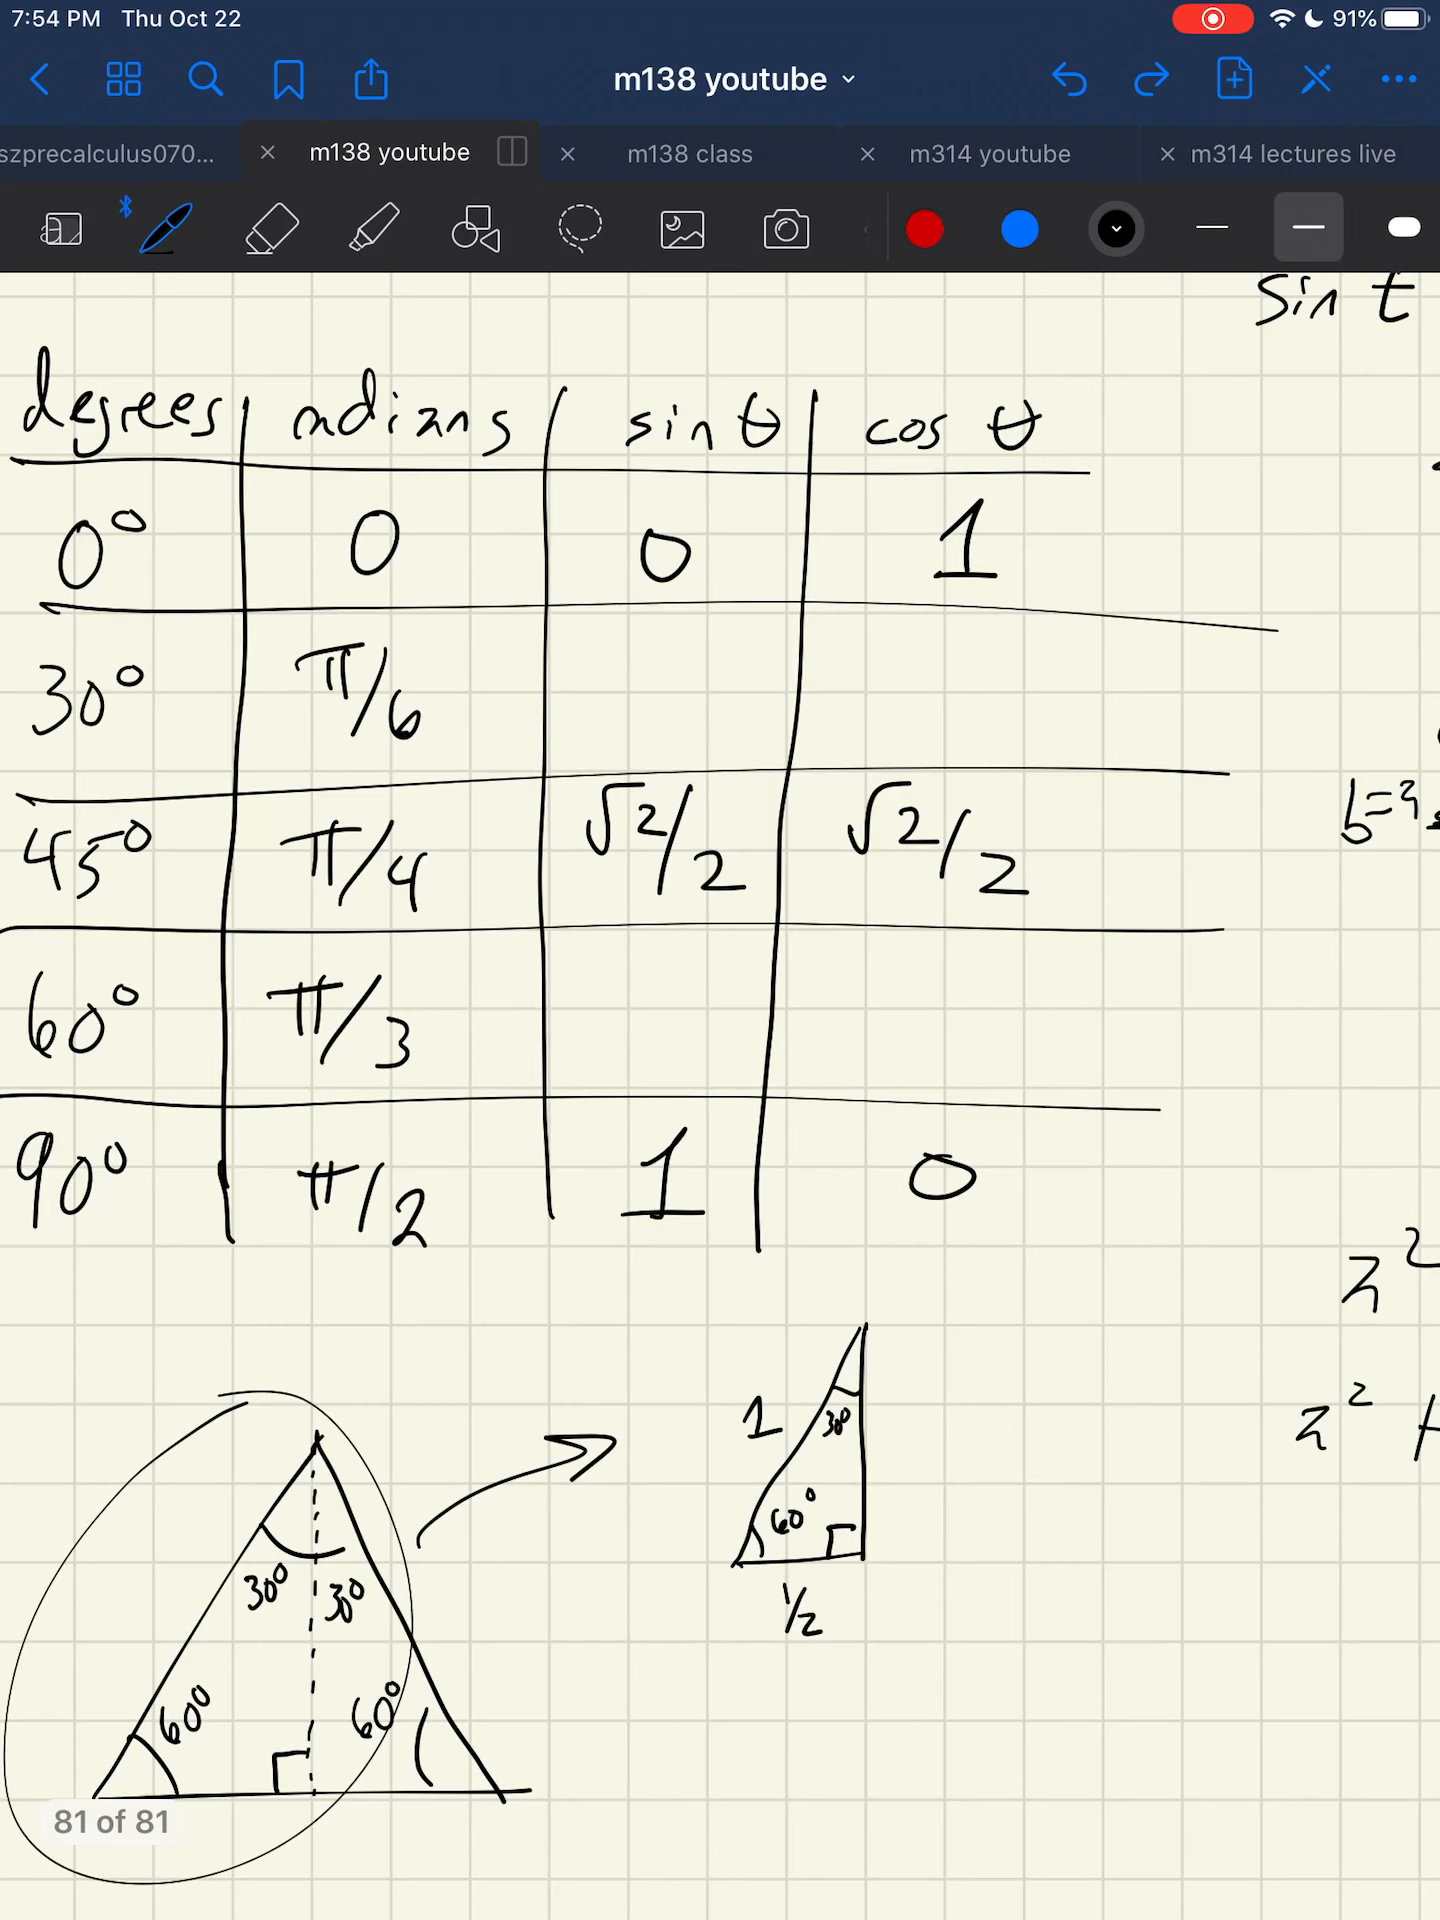 7:54 PM Thu Oct 22 91%
m138 youtube
szprecalculus070... m138 youtube m138 class m314 youtube m314 lectures live
sin t
degrees radians sin θ cos θ
0° 0 0 1
30° π/6
45° π/4 √2/2 √2/2
b=?
60° π/3
90° π/2 1 0
z²
z² +
1 30°
60°
1/2
30° 30°
60° 60°
81 of 81